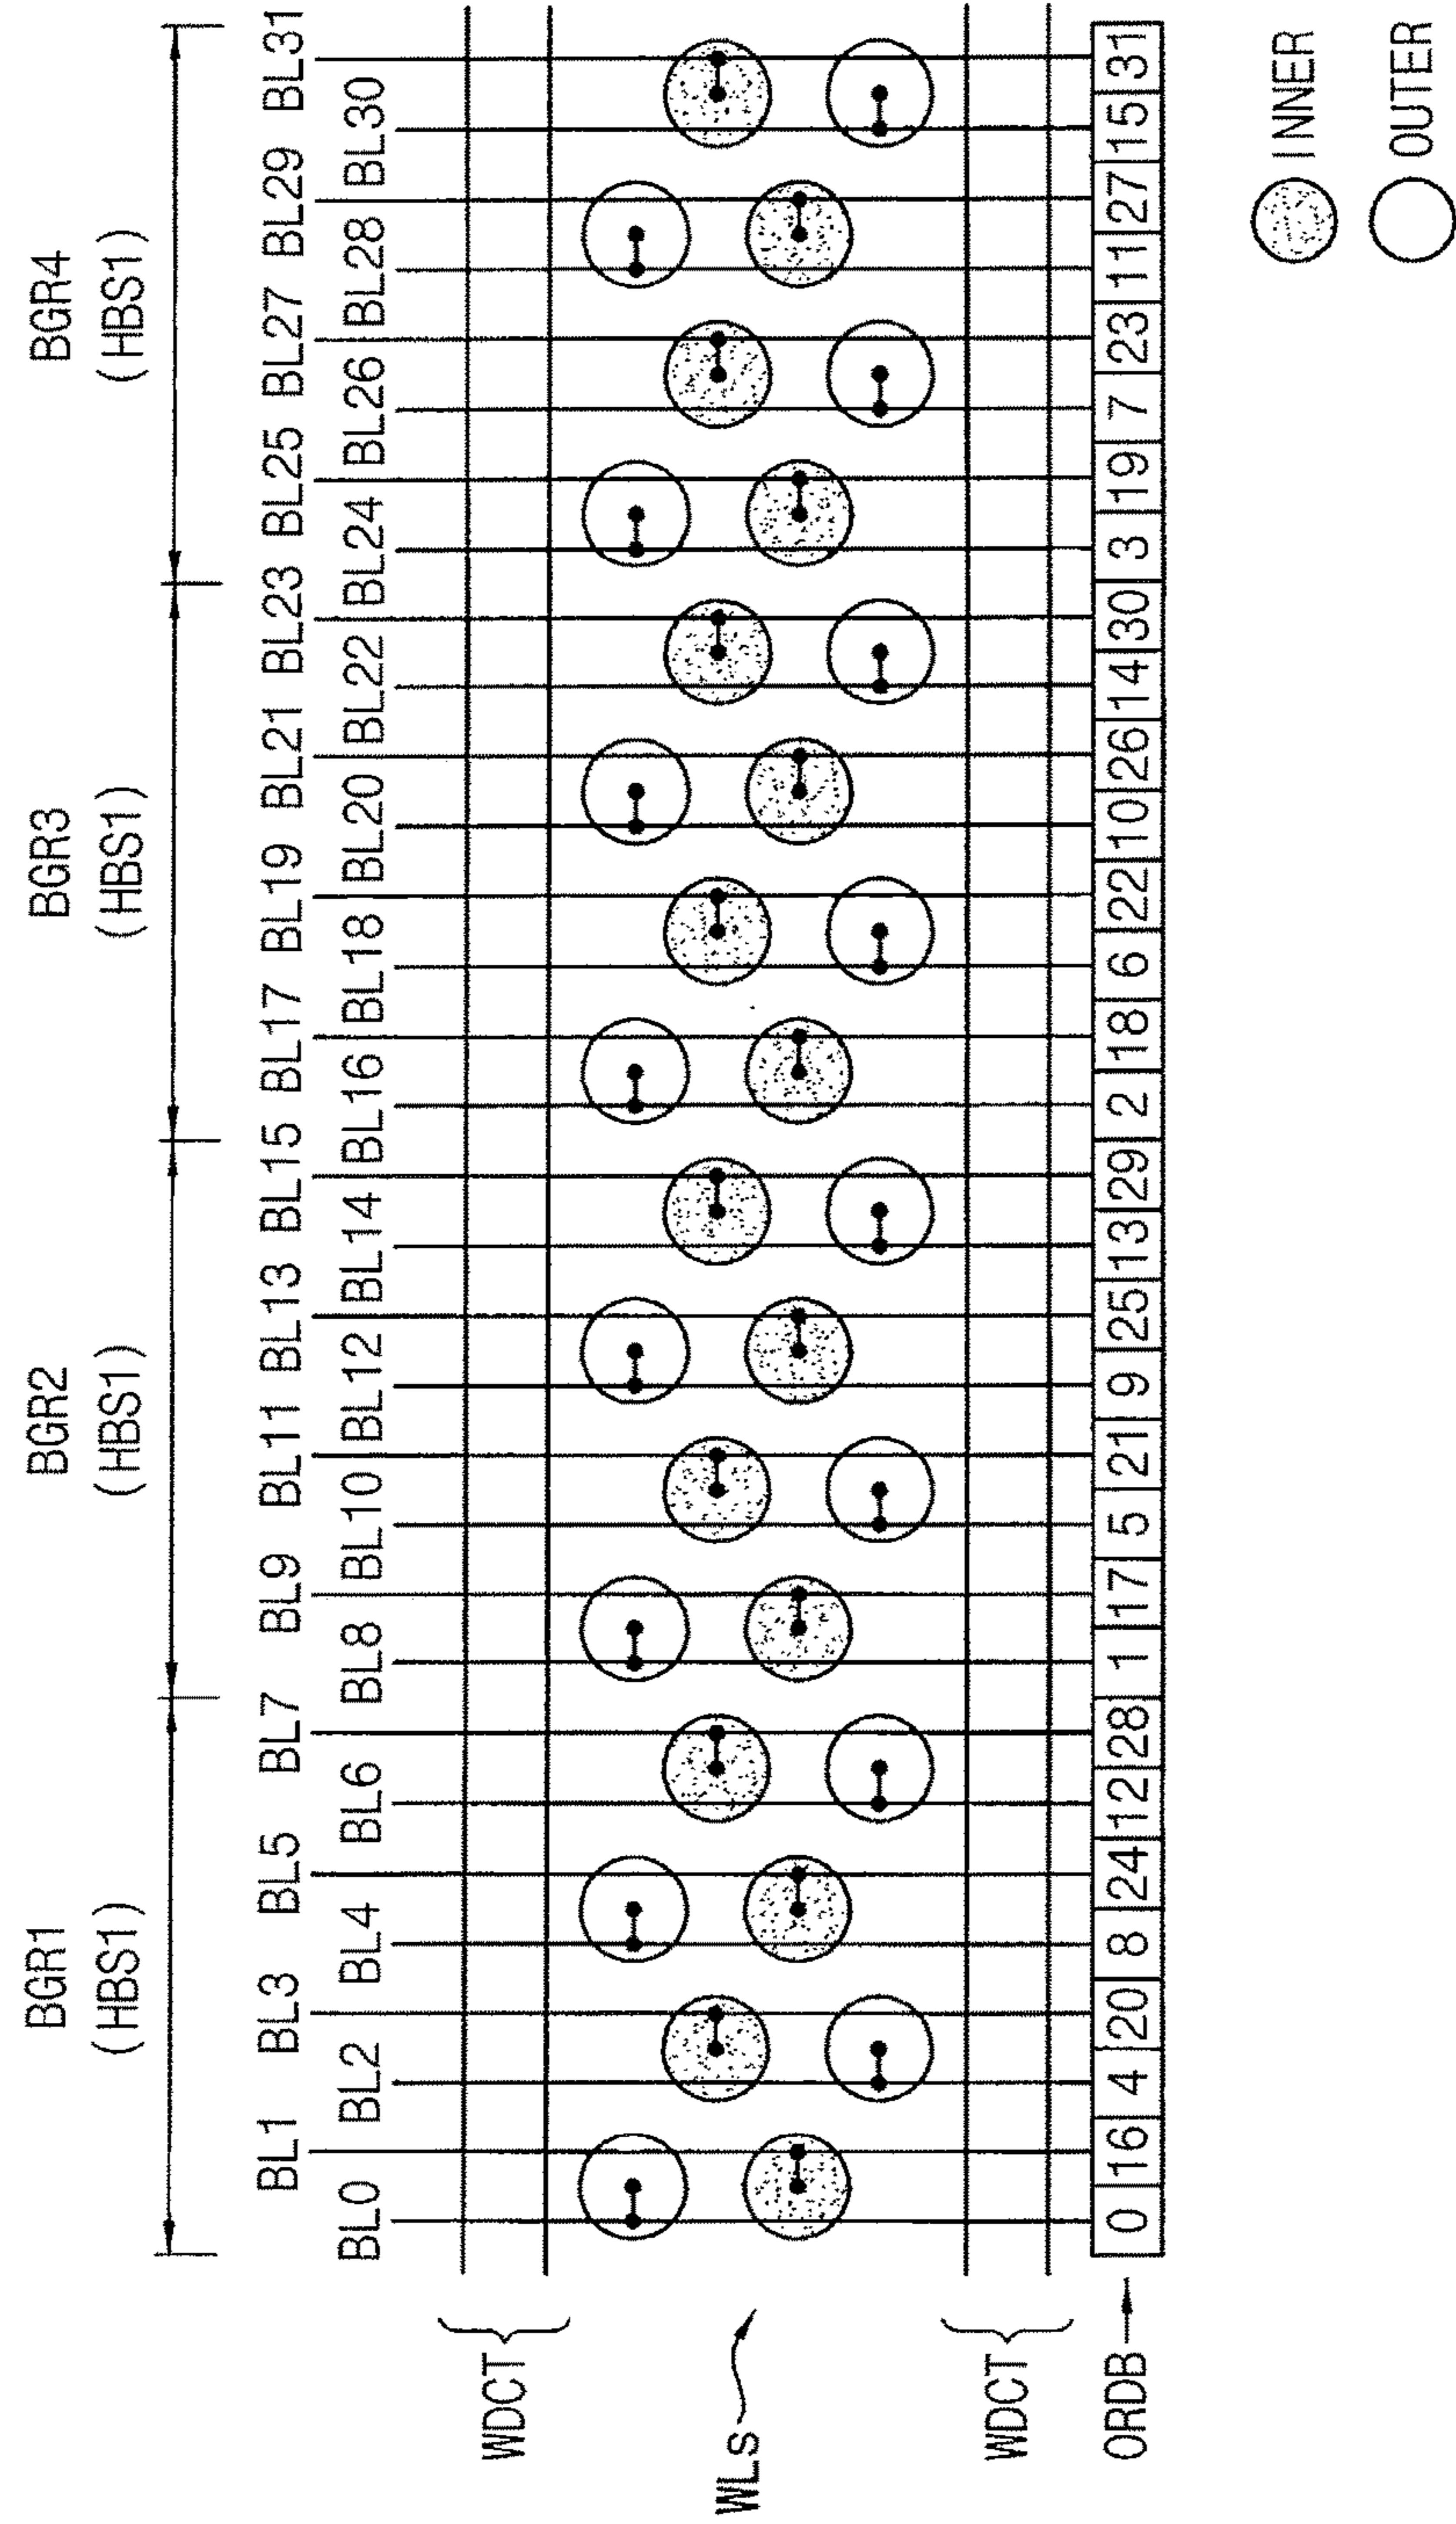 BGR1 BGR2 BGR3 BGR4
(HBS1) (HBS1) (HBS1) (HBS1)
BL1 BL3 BL5 BL7 BL9 BL11 BL13 BL15 BL17 BL19 BL21 BL23 BL25 BL27 BL29 BL31
BL0 BL2 BL4 BL6 BL8 BL10 BL12 BL14 BL16 BL18 BL20 BL22 BL24 BL26 BL28 BL30
WDCT
WLS
WDCT
ORDB 0 16 4 20 8 24 12 28 1 17 5 21 9 25 13 29 2 18 6 22 10 26 14 30 3 19 7 23 11 27 15 31
INNER
OUTER